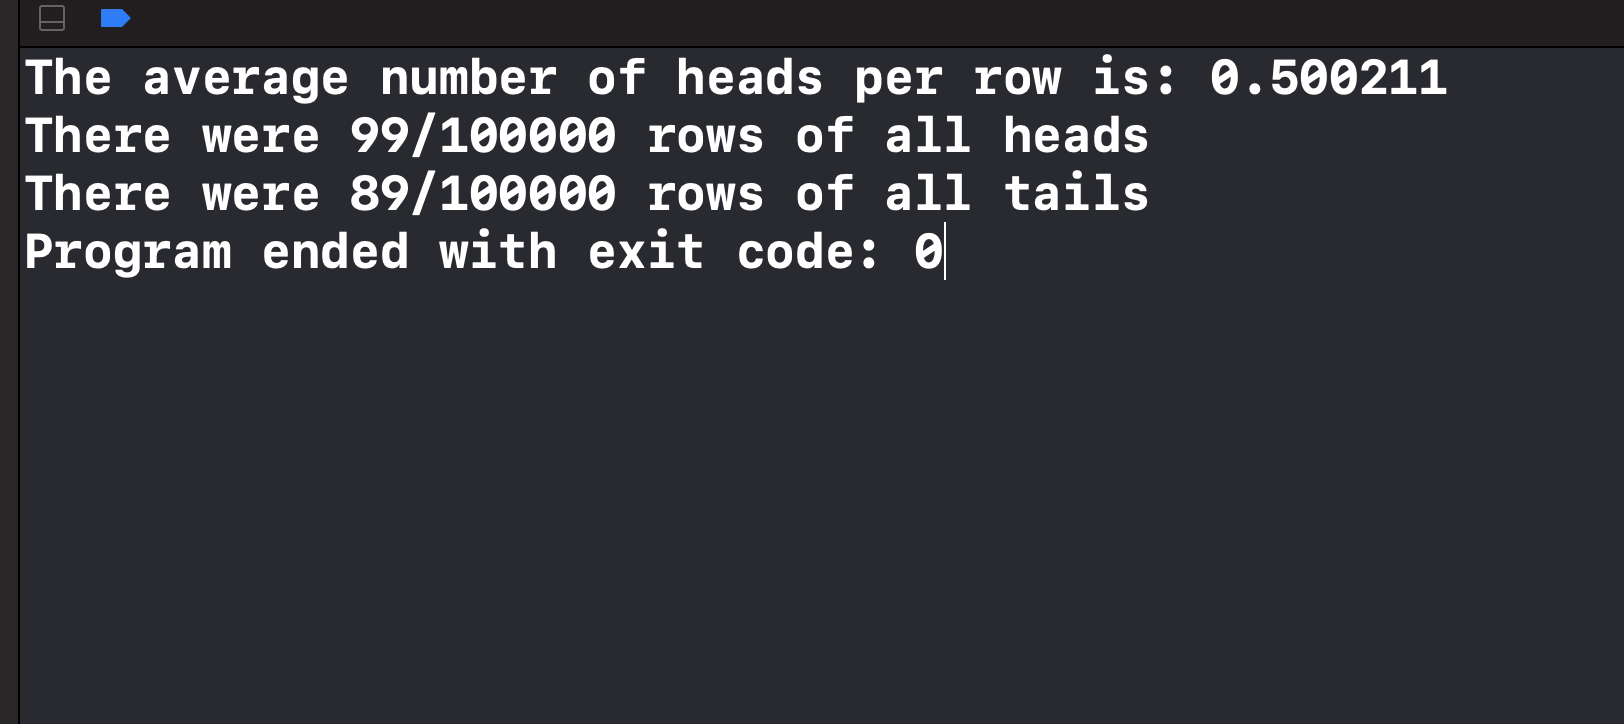 The average number of heads per row is: 0.500211
There were 99/100000 rows of all heads
There were 89/100000 rows of all tails
Program ended with exit code: 0